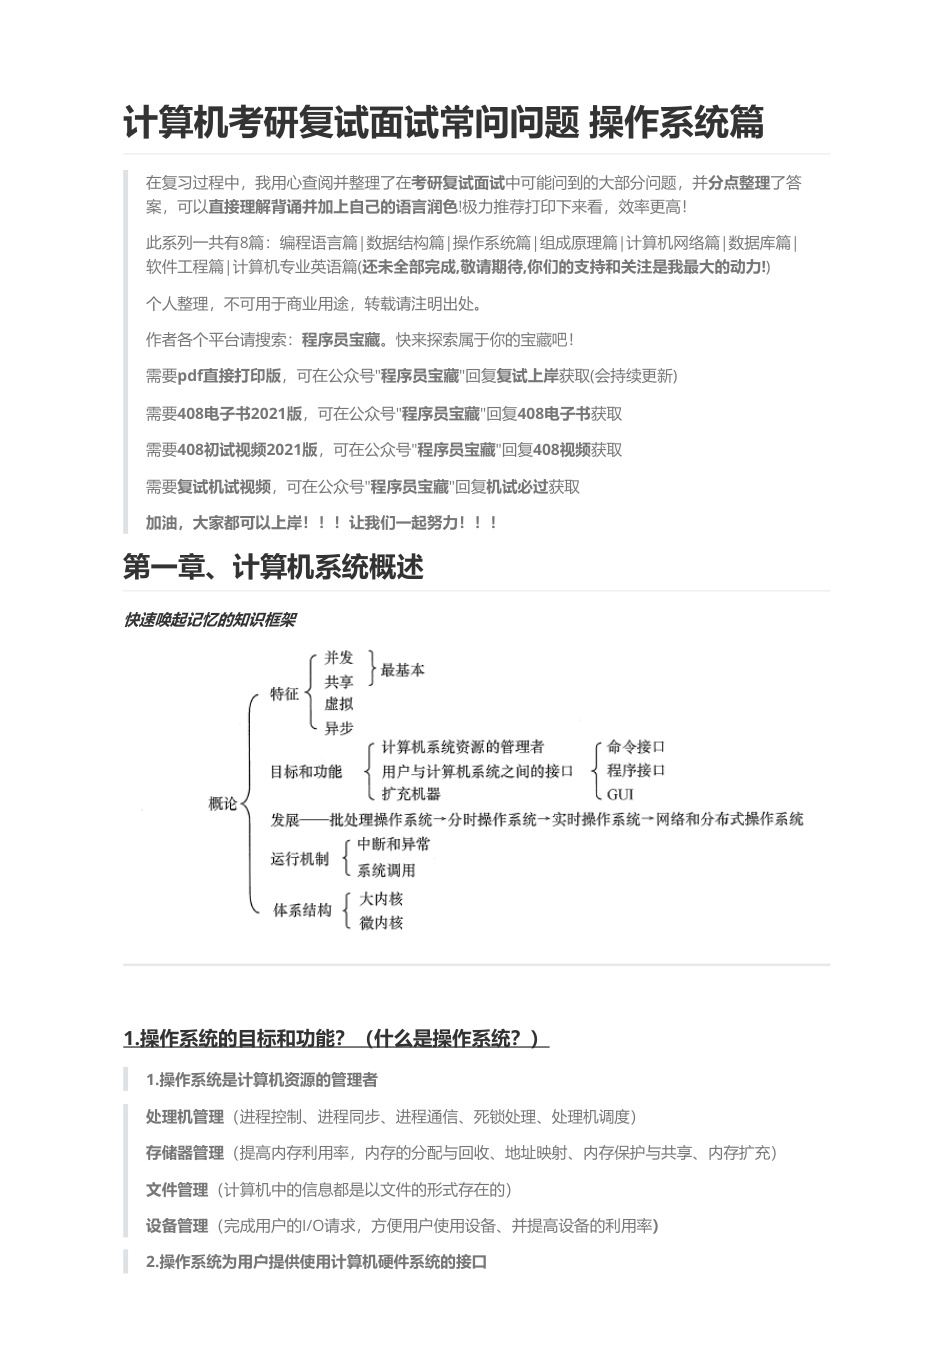 计算机考研复试面试常问问题 操作系统篇
在复习过程中，我用心查阅并整理了在考研复试面试中可能问到的大部分问题，并分点整理了答
案，可以直接理解背诵并加上自己的语言润色!极力推荐打印下来看，效率更高！
此系列一共有8篇：编程语言篇|数据结构篇|操作系统篇|组成原理篇|计算机网络篇|数据库篇|
软件工程篇|计算机专业英语篇(还未全部完成,敬请期待,你们的支持和关注是我最大的动力!)
个人整理，不可用于商业用途，转载请注明出处。
作者各个平台请搜索：程序员宝藏。快来探索属于你的宝藏吧！
需要pdf直接打印版，可在公众号"程序员宝藏"回复复试上岸获取(会持续更新)
需要408电子书2021版，可在公众号"程序员宝藏"回复408电子书获取
需要408初试视频2021版，可在公众号"程序员宝藏"回复408视频获取
需要复试机试视频，可在公众号"程序员宝藏"回复机试必过获取
加油，大家都可以上岸！！！让我们一起努力！！！
第一章、计算机系统概述
快速唤起记忆的知识框架
并发
最基本
共享
特征
虚拟
异步
计算机系统资源的管理者
命令接口
目标和功能
用户与计算机系统之间的接口
程序接口
扩充机器
GUI
概论
发展——批处理操作系统→分时操作系统→实时操作系统→网络和分布式操作系统
中断和异常
运行机制
系统调用
大内核
体系结构
微内核
1.操作系统的目标和功能？（什么是操作系统？）
1.操作系统是计算机资源的管理者
处理机管理（进程控制、进程同步、进程通信、死锁处理、处理机调度）
存储器管理（提高内存利用率，内存的分配与回收、地址映射、内存保护与共享、内存扩充）
文件管理（计算机中的信息都是以文件的形式存在的）
设备管理（完成用户的I/O请求，方便用户使用设备、并提高设备的利用率）
2.操作系统为用户提供使用计算机硬件系统的接口